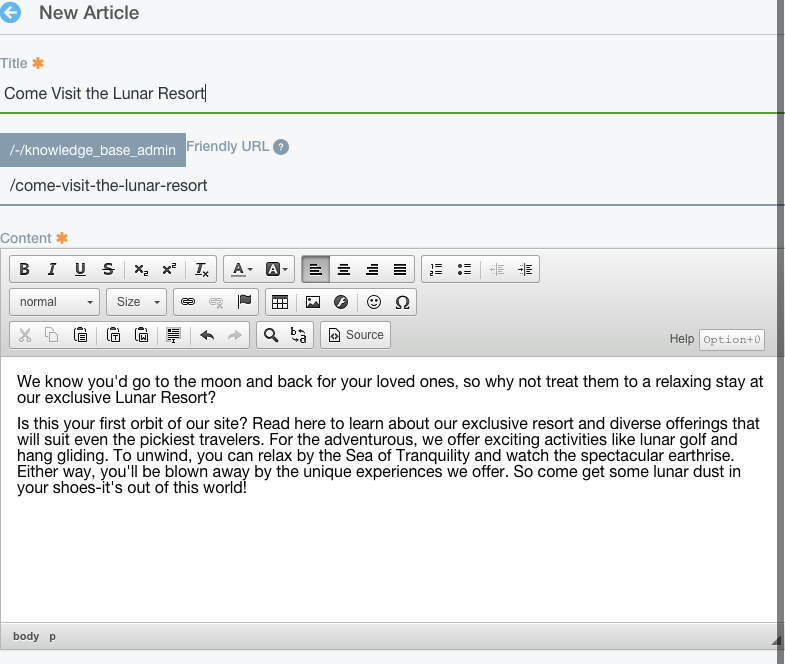 New Article
Title
Come Visit the Lunar Resort
/-/knowledge_base_admin Friendly URL ?
/come-visit-the-lunar-resort
Content
B I U S x₂ x² Tx A A
normal Size
Source Help Option+0
We know you'd go to the moon and back for your loved ones, so why not treat them to a relaxing stay at
our exclusive Lunar Resort?
Is this your first orbit of our site? Read here to learn about our exclusive resort and diverse offerings that
will suit even the pickiest travelers. For the adventurous, we offer exciting activities like lunar golf and
hang gliding. To unwind, you can relax by the Sea of Tranquility and watch the spectacular earthrise.
Either way, you'll be blown away by the unique experiences we offer. So come get some lunar dust in
your shoes-it's out of this world!
body p